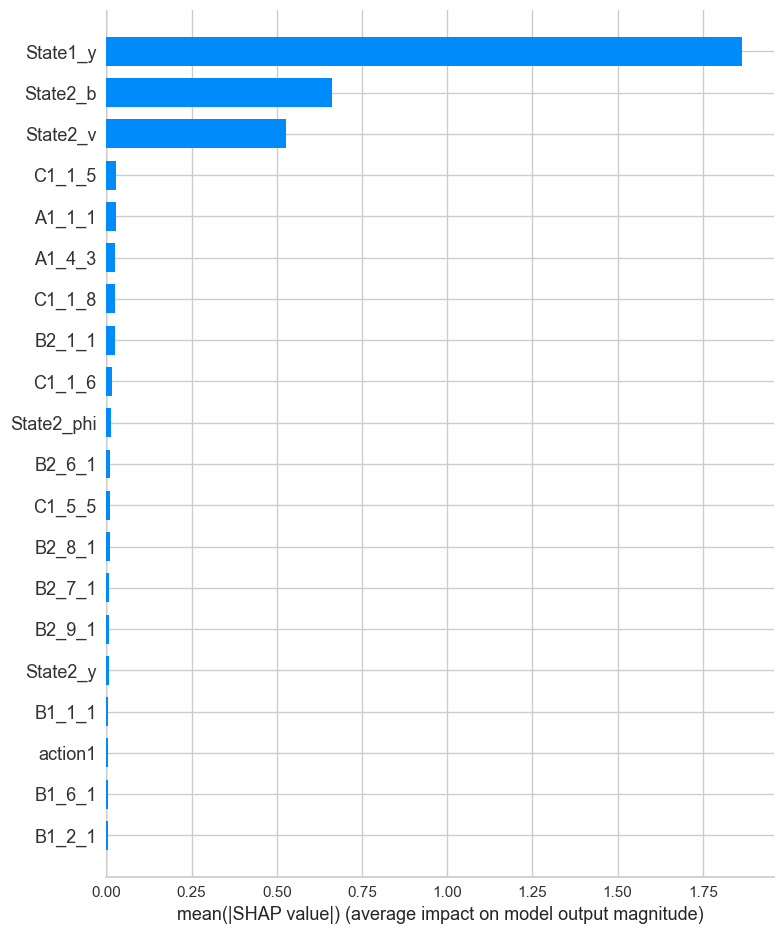 State1_y
State2_b
State2_v
C1_1_5
A1_1_1
A1_4_3
C1_1_8
B2_1_1
C1_1_6
State2_phi
B2_6_1
C1_5_5
B2_8_1
B2_7_1
B2_9_1
State2_y
B1_1_1
action1
B1_6_1
B1_2_1
0.00 0.25 0.50 0.75 1.00 1.25 1.50 1.75
mean(|SHAP value|) (average impact on model output magnitude)